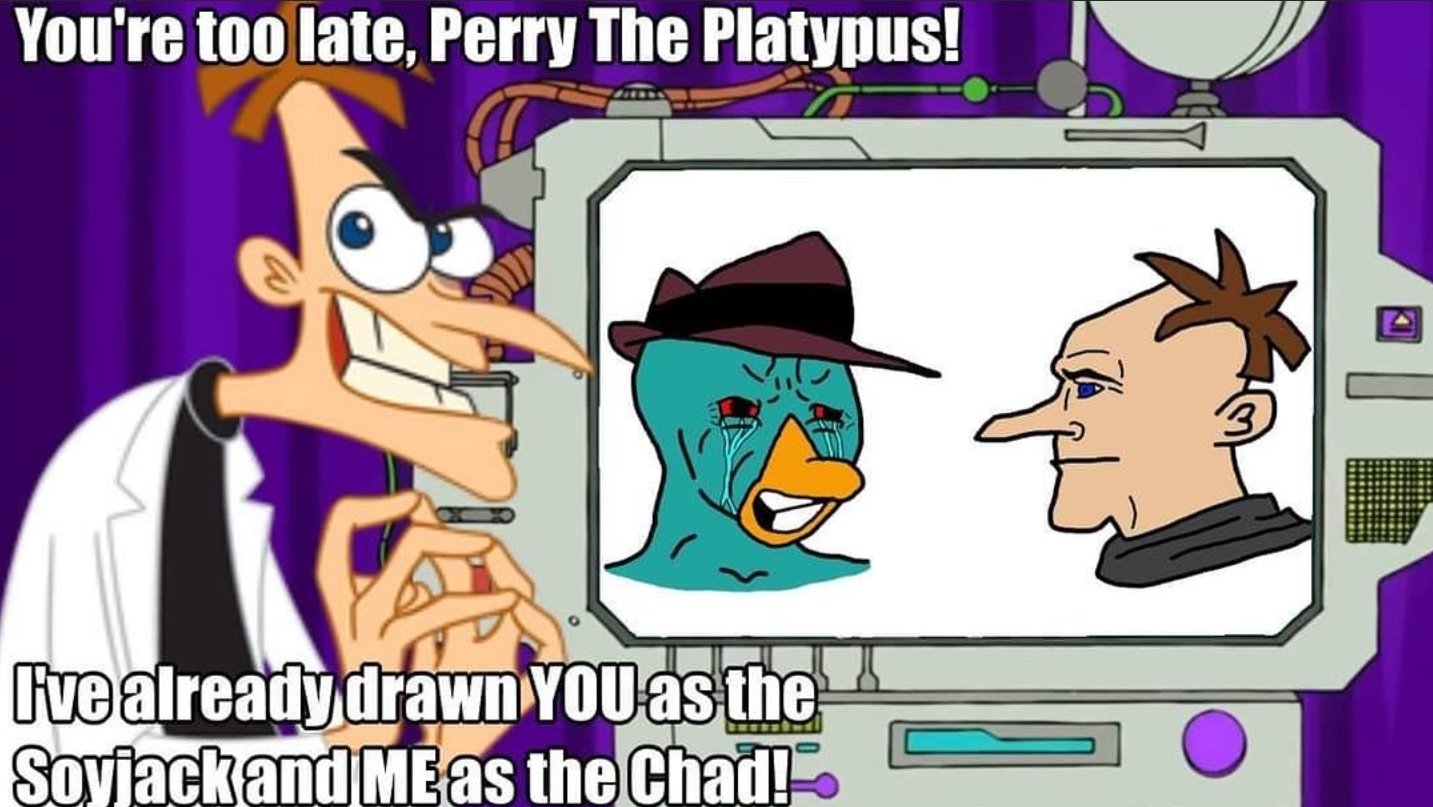 You're too late, Perry The Platypus!
I've already drawn YOU as the
Soyjack and ME as the Chad!